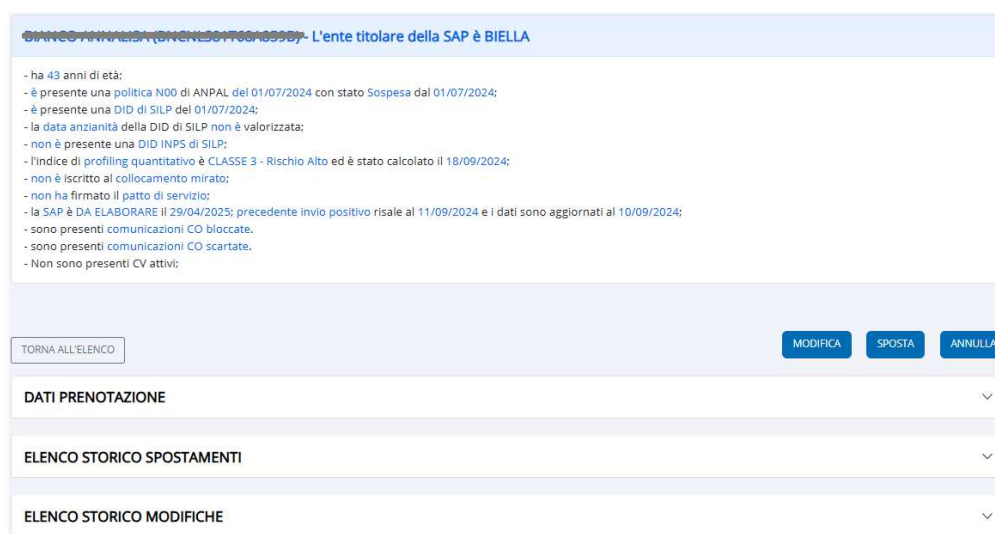 - L'ente titolare della SAP è BIELLA
- ha 43 anni di età;
- è presente una politica N00 di ANPAL del 01/07/2024 con stato Sospesa dal 01/07/2024;
- è presente una DID di SILP del 01/07/2024;
- la data anzianità della DID di SILP non è valorizzata;
- non è presente una DID INPS di SILP;
- l'indice di profiling quantitativo è CLASSE 3 - Rischio Alto ed è stato calcolato il 18/09/2024;
- non è iscritto al collocamento mirato;
- non ha firmato il patto di servizio;
- la SAP è DA ELABORARE il 29/04/2025; precedente invio positivo risale al 11/09/2024 e i dati sono aggiornati al 10/09/2024;
- sono presenti comunicazioni CO bloccate.
- sono presenti comunicazioni CO scartate.
- Non sono presenti CV attivi;
TORNA ALL'ELENCO
MODIFICA SPOSTA ANNULLA
DATI PRENOTAZIONE
ELENCO STORICO SPOSTAMENTI
ELENCO STORICO MODIFICHE